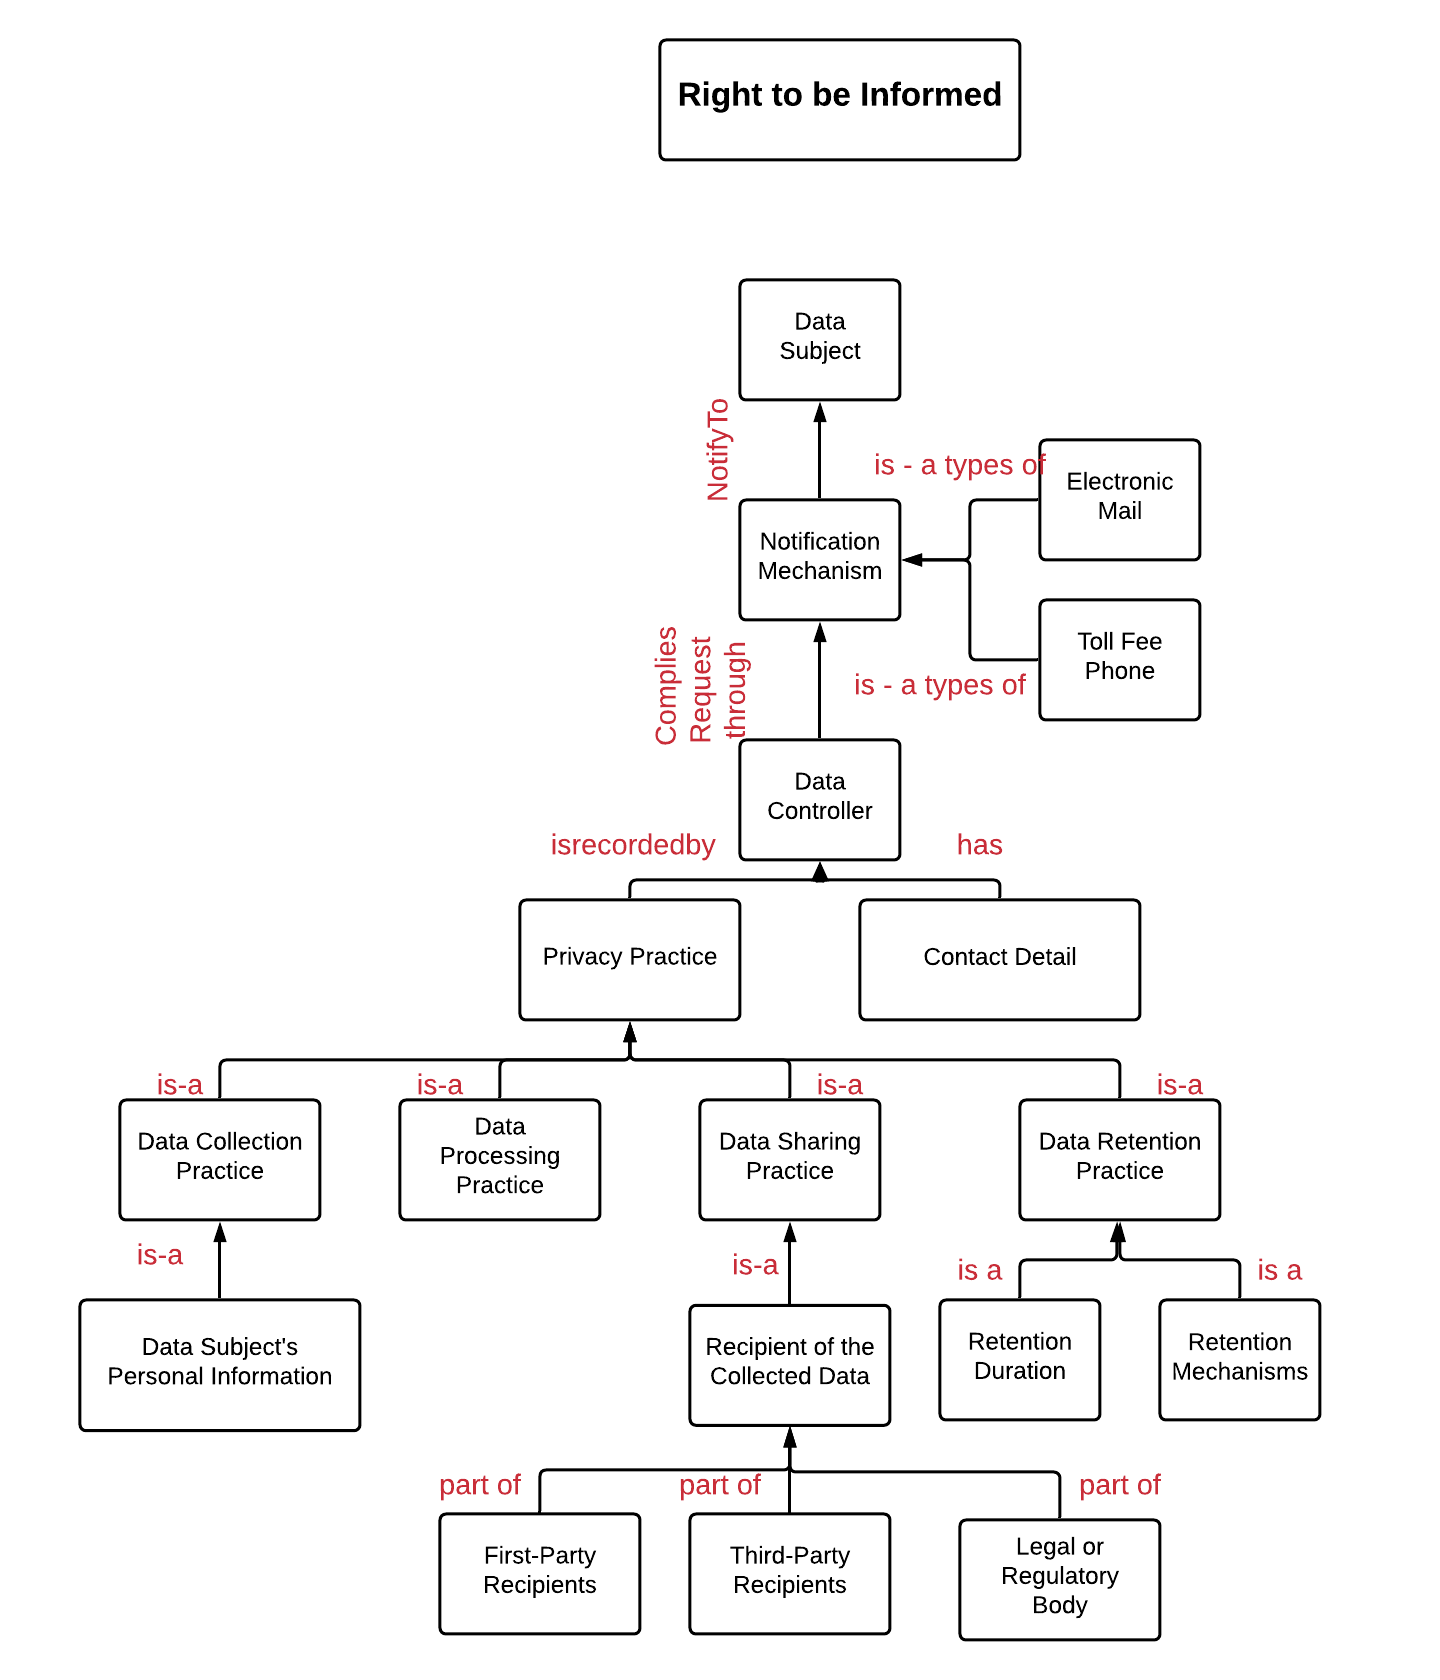 Right to be Informed
Data
Subject
NotifyTo
is - a types of
Electronic
Mail
Notification
Mechanism
Toll Fee
Phone
is - a types of
Complies
Request
through
Data
Controller
isrecordedby
has
Privacy Practice
Contact Detail
is-a
is-a
is-a
is-a
Data Collection
Practice
Data
Processing
Practice
Data Sharing
Practice
Data Retention
Practice
is-a
is-a
is a
is a
Data Subject's
Personal Information
Recipient of the
Collected Data
Retention
Duration
Retention
Mechanisms
part of
part of
part of
First-Party
Recipients
Third-Party
Recipients
Legal or
Regulatory
Body